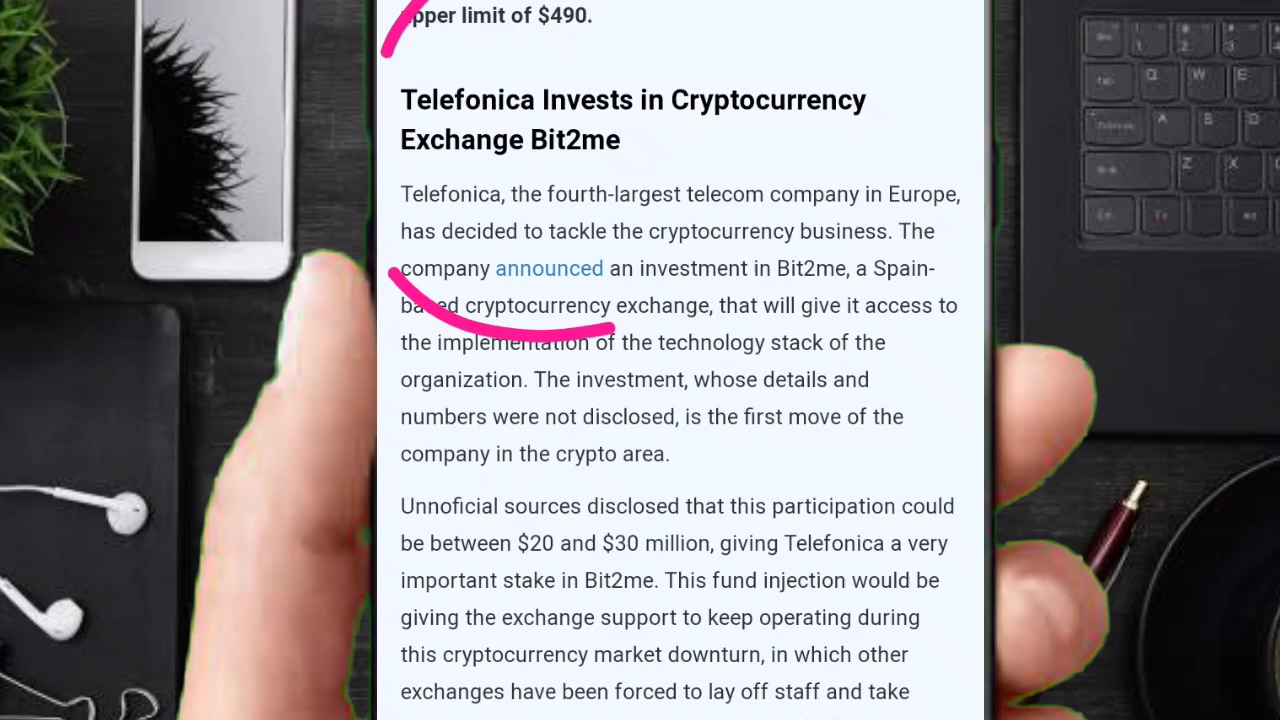 upper limit of $490.
Telefonica Invests in Cryptocurrency
Exchange Bit2me
Telefonica, the fourth-largest telecom company in Europe,
has decided to tackle the cryptocurrency business. The
company announced an investment in Bit2me, a Spain-
based cryptocurrency exchange, that will give it access to
the implementation of the technology stack of the
organization. The investment, whose details and
numbers were not disclosed, is the first move of the
company in the crypto area.
Unnoficial sources disclosed that this participation could
be between $20 and $30 million, giving Telefonica a very
important stake in Bit2me. This fund injection would be
giving the exchange support to keep operating during
this cryptocurrency market downturn, in which other
exchanges have been forced to lay off staff and take